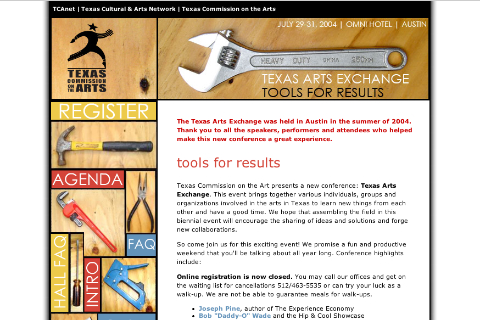 TCAnet | Texas Cultural & Arts Network | Texas Commission on the Arts
JULY 29-31, 2004 | OMNI HOTEL | AUSTIN
TEXAS
COMMISSION
ON THE
ARTS
HEAVY DUTY
250mm
TEXAS ARTS EXCHANGE
TOOLS FOR RESULTS
REGISTER
AGENDA
FAQ
HALL FAQ
INTRO
The Texas Arts Exchange was held in Austin in the summer of 2004.
Thank you to all the speakers, performers and attendees who helped
make this new conference a great experience.
tools for results
Texas Commission on the Art presents a new conference: Texas Arts
Exchange. This event brings together various individuals, groups and
organizations involved in the arts in Texas to learn new things from each
other and have a good time. We hope that assembling the field in this
biennial event will encourage the sharing of ideas and solutions and forge
new collaborations.
So come join us for this exciting event! We promise a fun and productive
weekend that you'll be talking about all year long. Conference highlights
include:
Online registration is now closed. You may call our offices and get on
the waiting list for cancellations 512/463-5535 or can try your luck as a
walk-up. We are not able to guarantee meals for walk-ups.
• Joseph Pine, author of The Experience Economy
• Bob "Daddy-O" Wade and the Hip & Cool Showcase